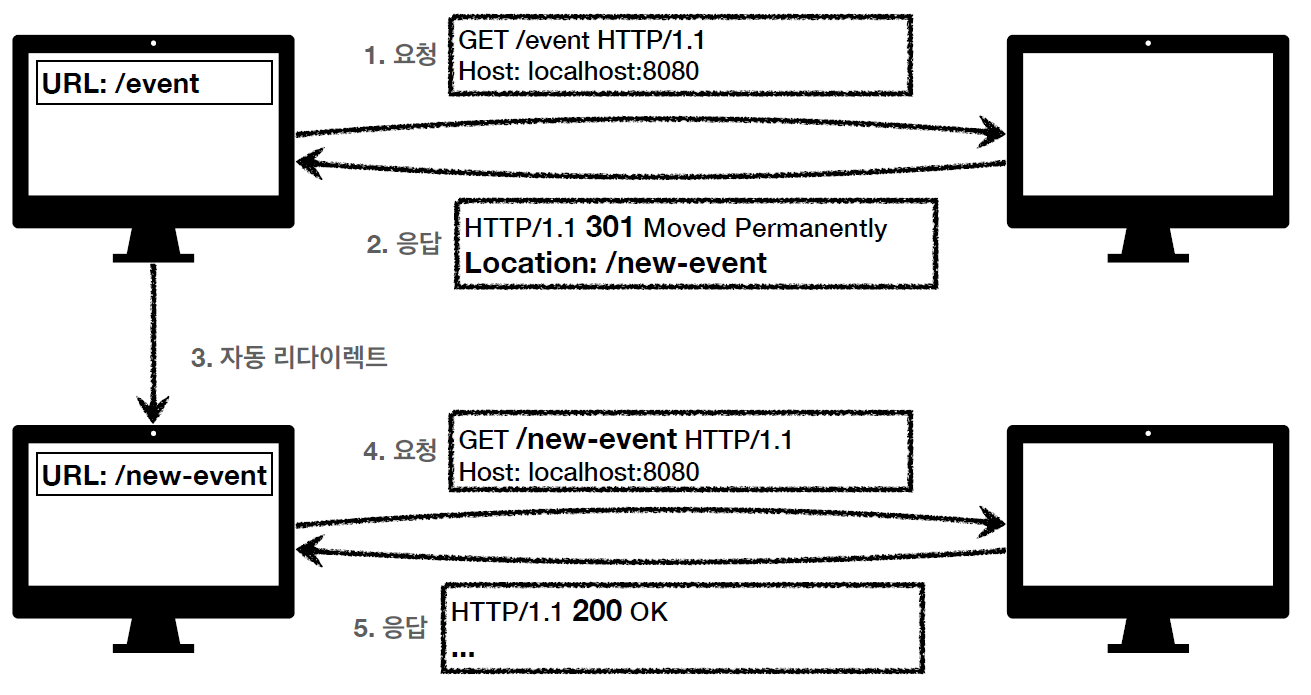 URL: /event
1. 요청
GET /event HTTP/1.1
Host: localhost:8080
2. 응답
HTTP/1.1 301 Moved Permanently
Location: /new-event
3. 자동 리다이렉트
URL: /new-event
4. 요청
GET /new-event HTTP/1.1
Host: localhost:8080
5. 응답
HTTP/1.1 200 OK
...